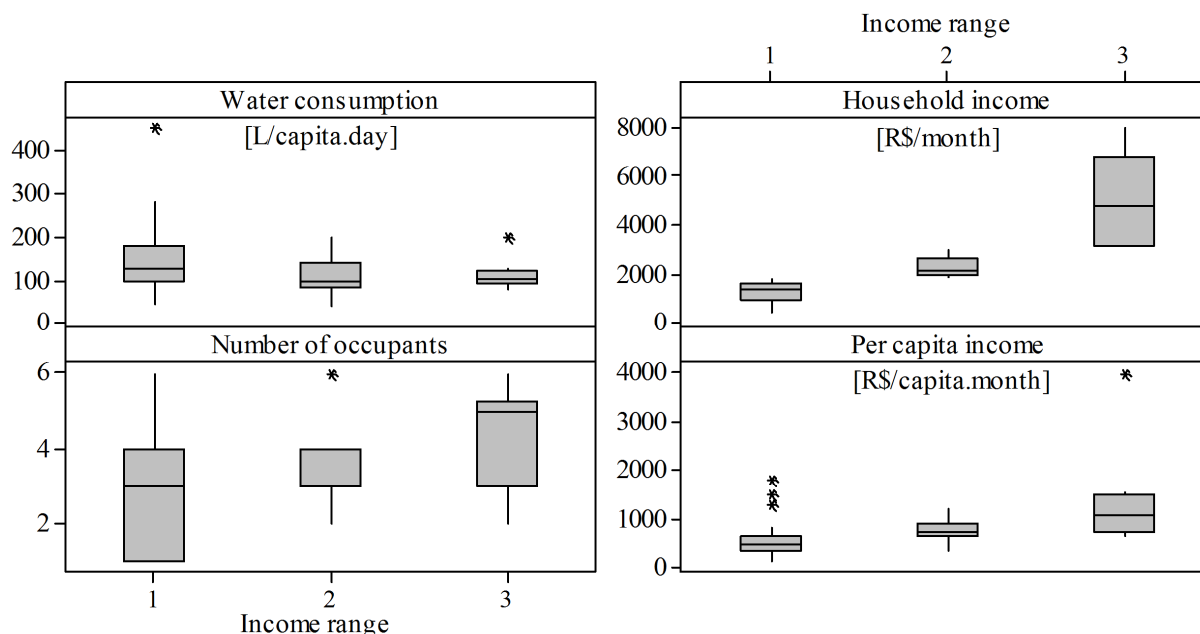 Income range
1 2 3
Water consumption
[L/capita.day]
400
300
200
100
0
Household income
[R$/month]
8000
6000
4000
2000
0
Number of occupants
6
4
2
1 2 3
Income range
Per capita income
[R$/capita.month]
4000
3000
2000
1000
0